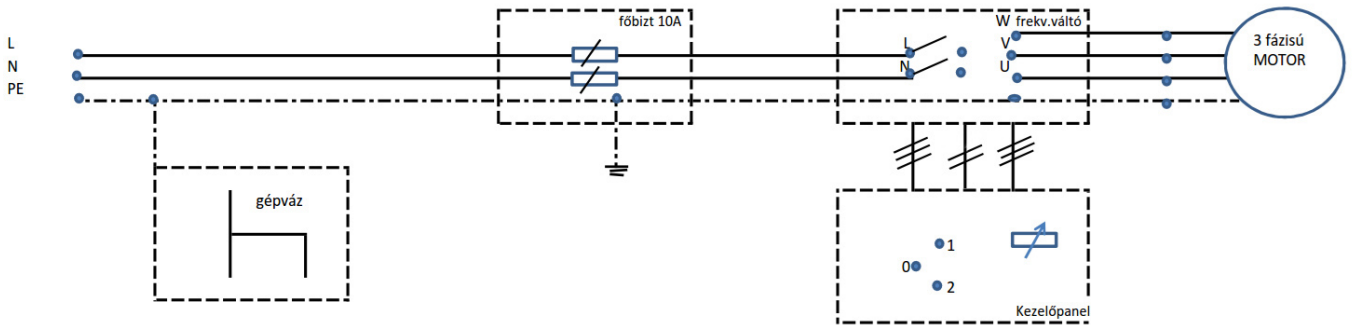 L
N
PE
főbizt 10A
W frekv.váltó
L
V
N
U
3 fázisú
MOTOR
gépváz
1
0
2
Kezelőpanel